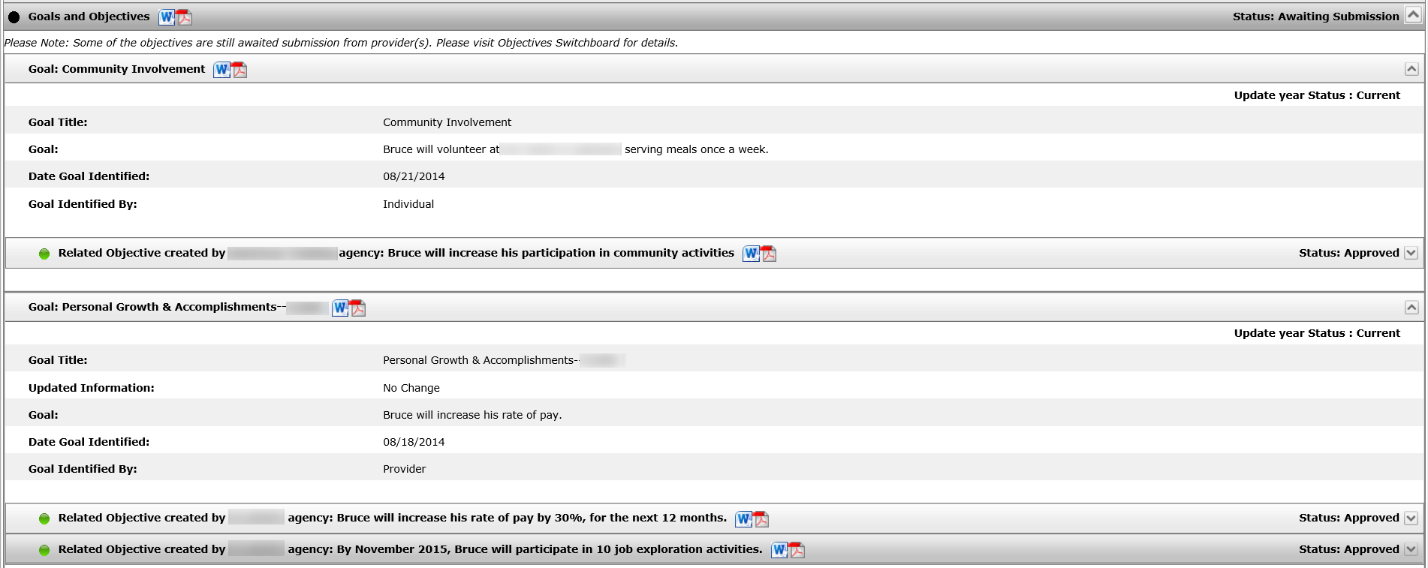 Goals and Objectives Status: Awaiting Submission
Please Note: Some of the objectives are still awaited submission from provider(s). Please visit Objectives Switchboard for details.
Goal: Community Involvement
Update year Status : Current
Goal Title: Community Involvement
Goal: Bruce will volunteer at serving meals once a week.
Date Goal Identified: 08/21/2014
Goal Identified By: Individual
Related Objective created by agency: Bruce will increase his participation in community activities Status: Approved
Goal: Personal Growth & Accomplishments--
Update year Status : Current
Goal Title: Personal Growth & Accomplishments-
Updated Information: No Change
Goal: Bruce will increase his rate of pay.
Date Goal Identified: 08/18/2014
Goal Identified By: Provider
Related Objective created by agency: Bruce will increase his rate of pay by 30%, for the next 12 months. Status: Approved
Related Objective created by agency: By November 2015, Bruce will participate in 10 job exploration activities. Status: Approved